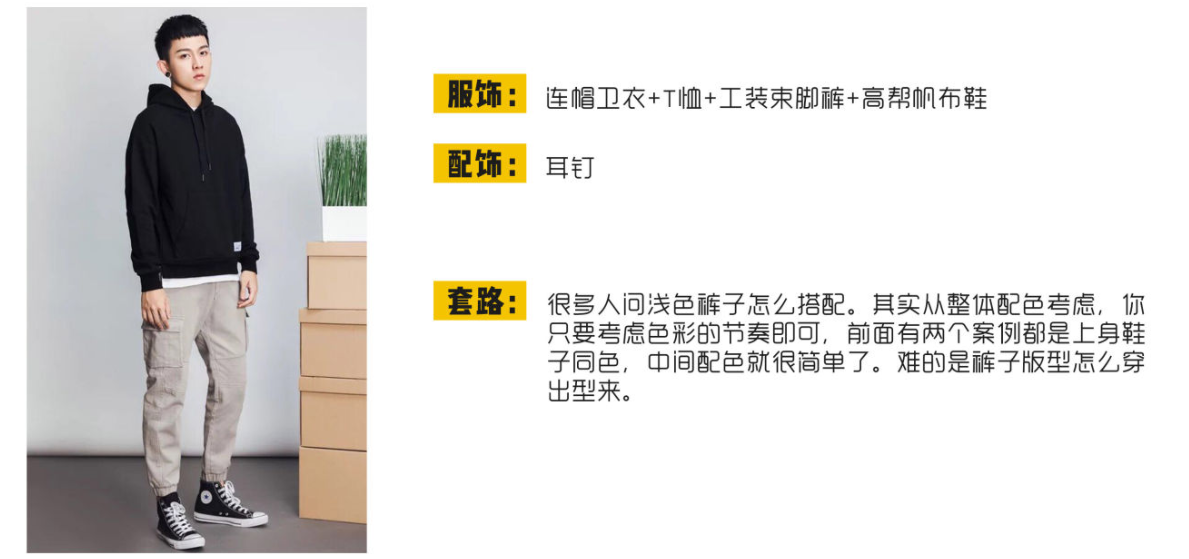 服饰：
连帽卫衣+T恤+工装束脚裤+高帮帆布鞋
配饰：
耳钉
套路：
很多人问浅色裤子怎么搭配。其实从整体配色考虑，你
只要考虑色彩的节奏即可，前面有两个案例都是上身鞋
子同色，中间配色就很简单了。难的是裤子版型怎么穿
出型来。